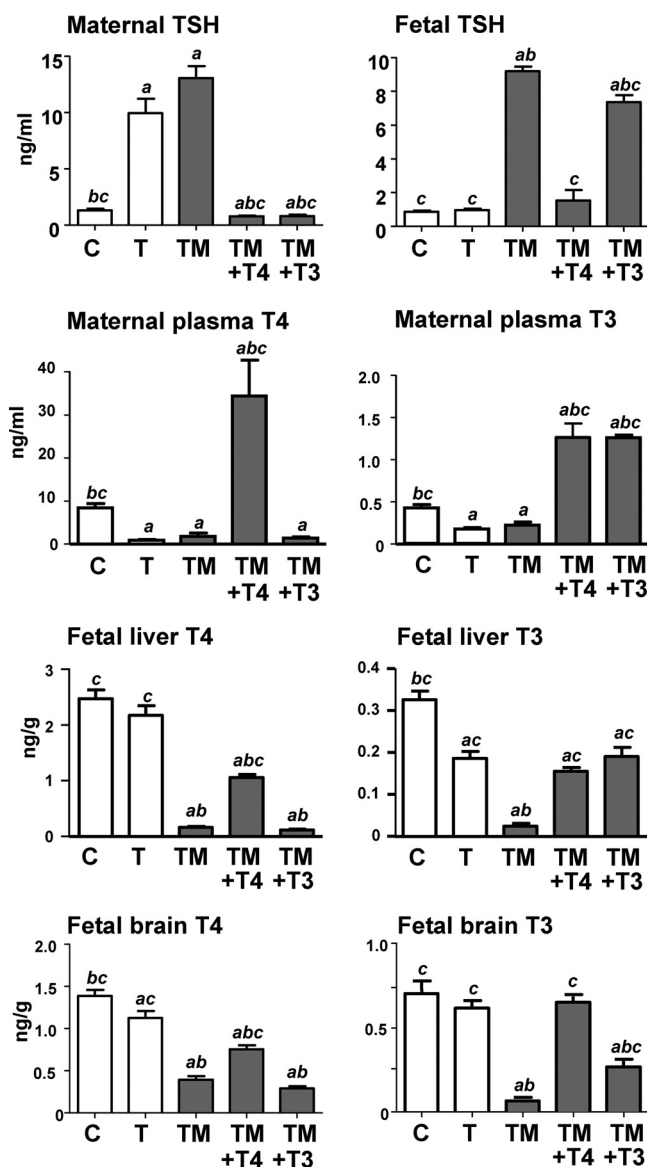 Maternal TSH
ng/ml
15
10
5
0
bc
a
a
abc
abc
C T TM TM TM
+T4 +T3
Fetal TSH
10
8
6
4
2
0
c
c
ab
c
abc
C T TM TM TM
+T4 +T3
Maternal plasma T4
ng/ml
40
30
20
10
0
bc
a
a
abc
a
C T TM TM TM
+T4 +T3
Maternal plasma T3
2.0
1.5
1.0
0.5
0
bc
a
a
abc
abc
C T TM TM TM
+T4 +T3
Fetal liver T4
ng/g
3
2
1
0
c
c
ab
abc
ab
C T TM TM TM
+T4 +T3
Fetal liver T3
0.4
0.3
0.2
0.1
0
bc
ac
ab
ac
ac
C T TM TM TM
+T4 +T3
Fetal brain T4
ng/g
2.0
1.5
1.0
0.5
0
bc
ac
ab
abc
ab
C T TM TM TM
+T4 +T3
Fetal brain T3
1.0
0.5
0
c
c
ab
c
abc
C T TM TM TM
+T4 +T3